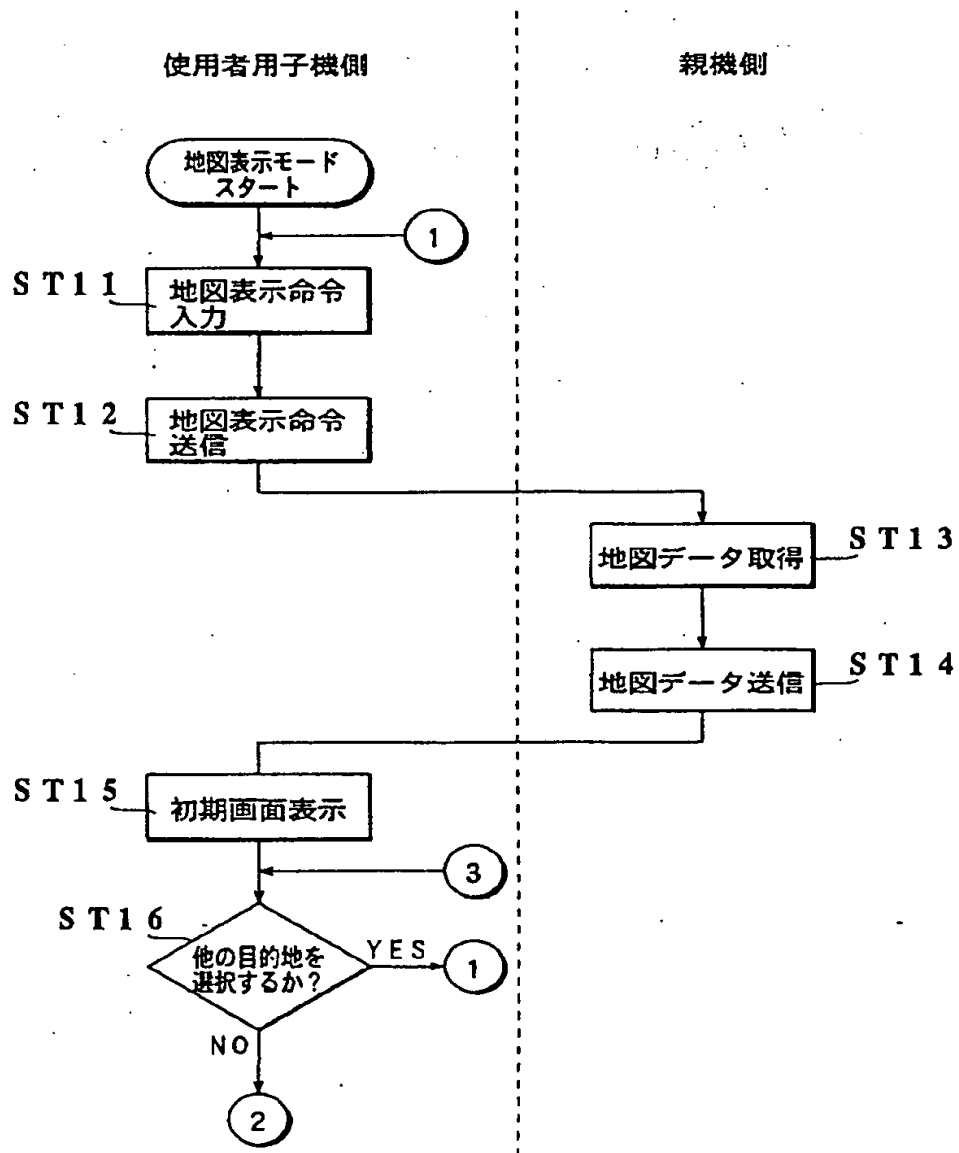 使用者用子機側
親機側
地図表示モード
スタート
1
ST11
地図表示命令
入力
ST12
地図表示命令
送信
地図データ取得
ST13
地図データ送信
ST14
ST15
初期画面表示
3
ST16
他の目的地を
選択するか?
YES
1
NO
2